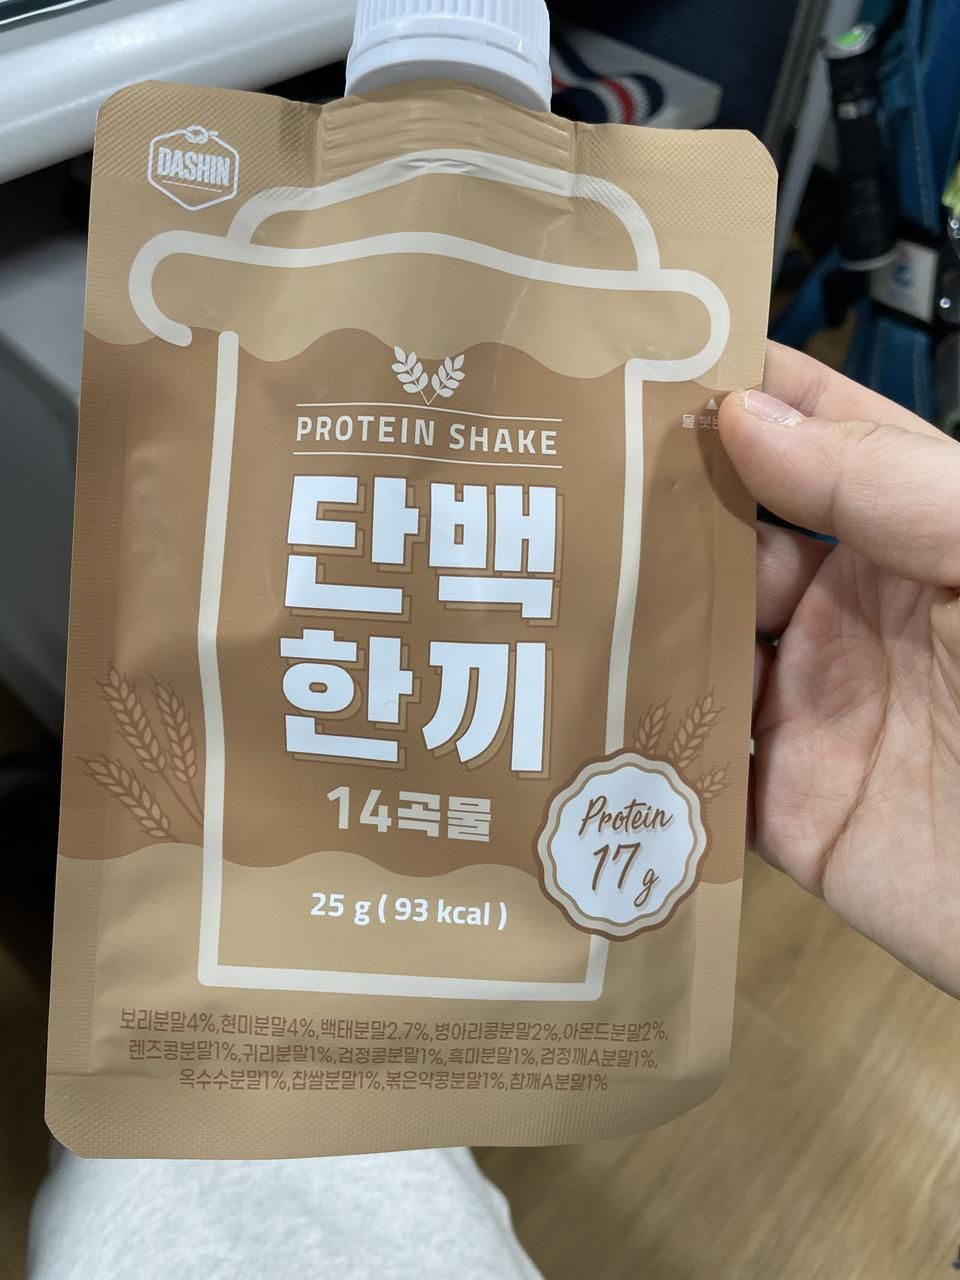 DASHIN
PROTEIN SHAKE
단백
한끼
14곡물
Protein
17g
25 g ( 93 kcal )
물
보리분말4%,현미분말4%,백태분말2.7%,병아리콩분말2%,아몬드분말2%,
렌즈콩분말1%,귀리분말1%,검정콩분말1%,흑미분말1%,검정깨A분말1%,
옥수수분말1%,찹쌀분말1%,볶은약콩분말1%,참깨A분말1%